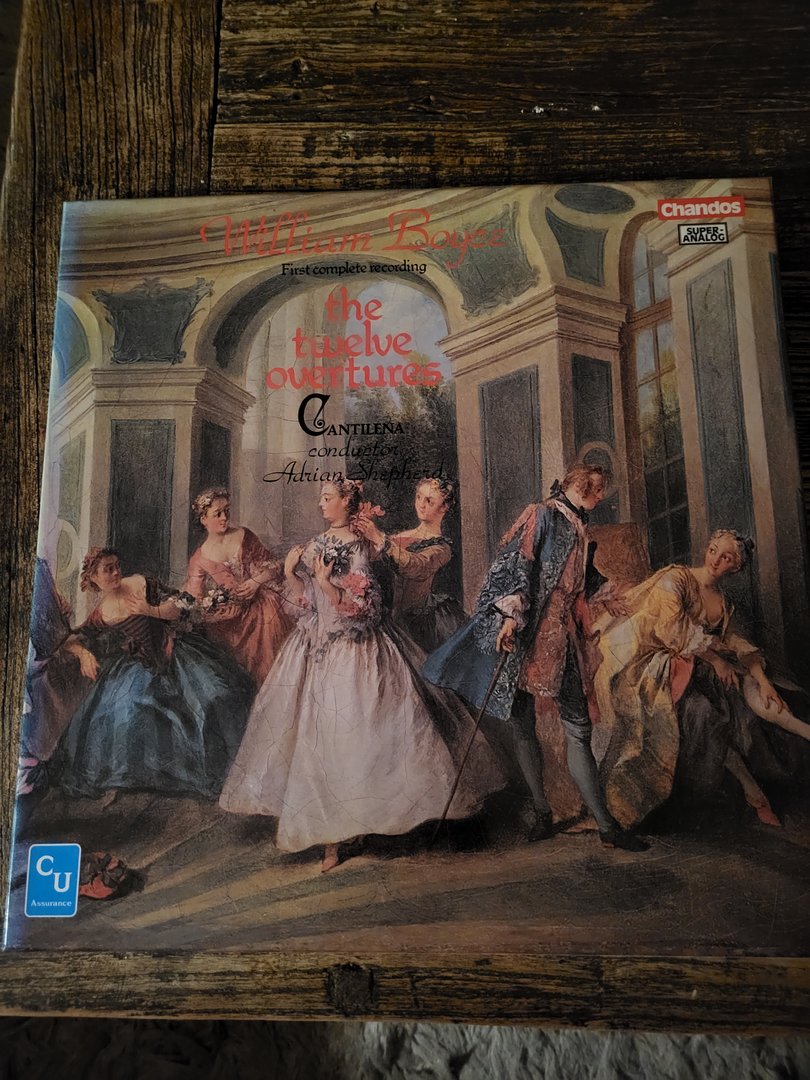 William Boyce
First complete recording
the
twelve
overtures
CANTILENA
conductor
Adrian Shepherd
Chandos
SUPER-
ANALOG
CU
Assurance